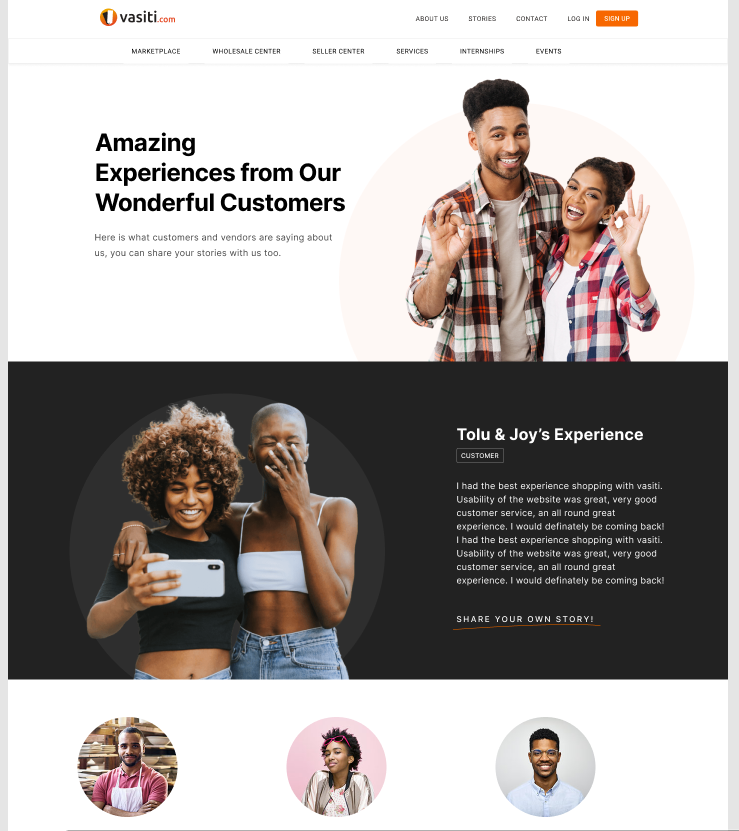 vasiti.com
ABOUT US STORIES CONTACT LOG IN SIGN UP
MARKETPLACE WHOLESALE CENTER SELLER CENTER SERVICES INTERNSHIPS EVENTS
Amazing
Experiences from Our
Wonderful Customers
Here is what customers and vendors are saying about
us, you can share your stories with us too.
Tolu & Joy’s Experience
CUSTOMER
I had the best experience shopping with vasiti.
Usability of the website was great, very good
customer service, an all round great
experience. I would definately be coming back!
I had the best experience shopping with vasiti.
Usability of the website was great, very good
customer service, an all round great
experience. I would definately be coming back!
SHARE YOUR OWN STORY!